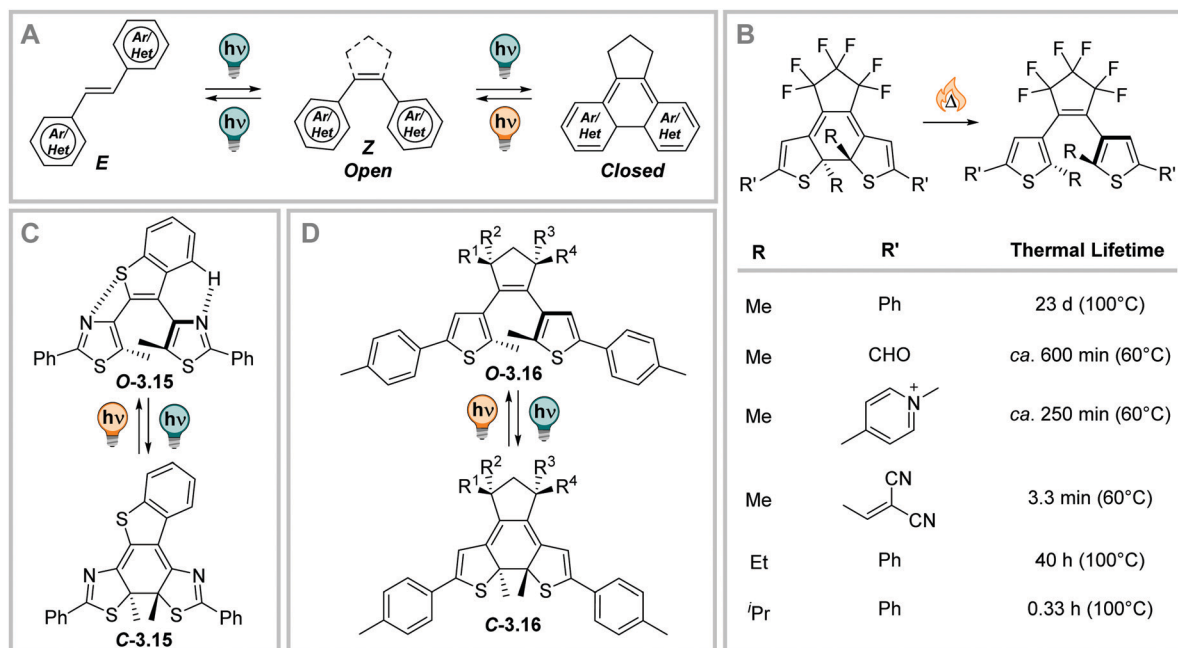 A
Ar/
Het
Ar/
Het
E
hν
hν
Ar/
Het
Ar/
Het
Z
Open
hν
hν
Ar/
Het
Ar/
Het
Closed
B
F F F F
F F
R
R' S R S R'
Δ
F F F F
F F
R R
R' S S R'
R R' Thermal Lifetime
Me Ph 23 d (100°C)
Me CHO ca. 600 min (60°C)
Me N+ ca. 250 min (60°C)
Me CN CN 3.3 min (60°C)
Et Ph 40 h (100°C)
iPr Ph 0.33 h (100°C)
C
S H
N N
Ph S S Ph
O-3.15
hν hν
S
N N
Ph S S Ph
C-3.15
D
R2 R3
R1 R4
S S
O-3.16
hν hν
R2 R3
R1 R4
S S
C-3.16